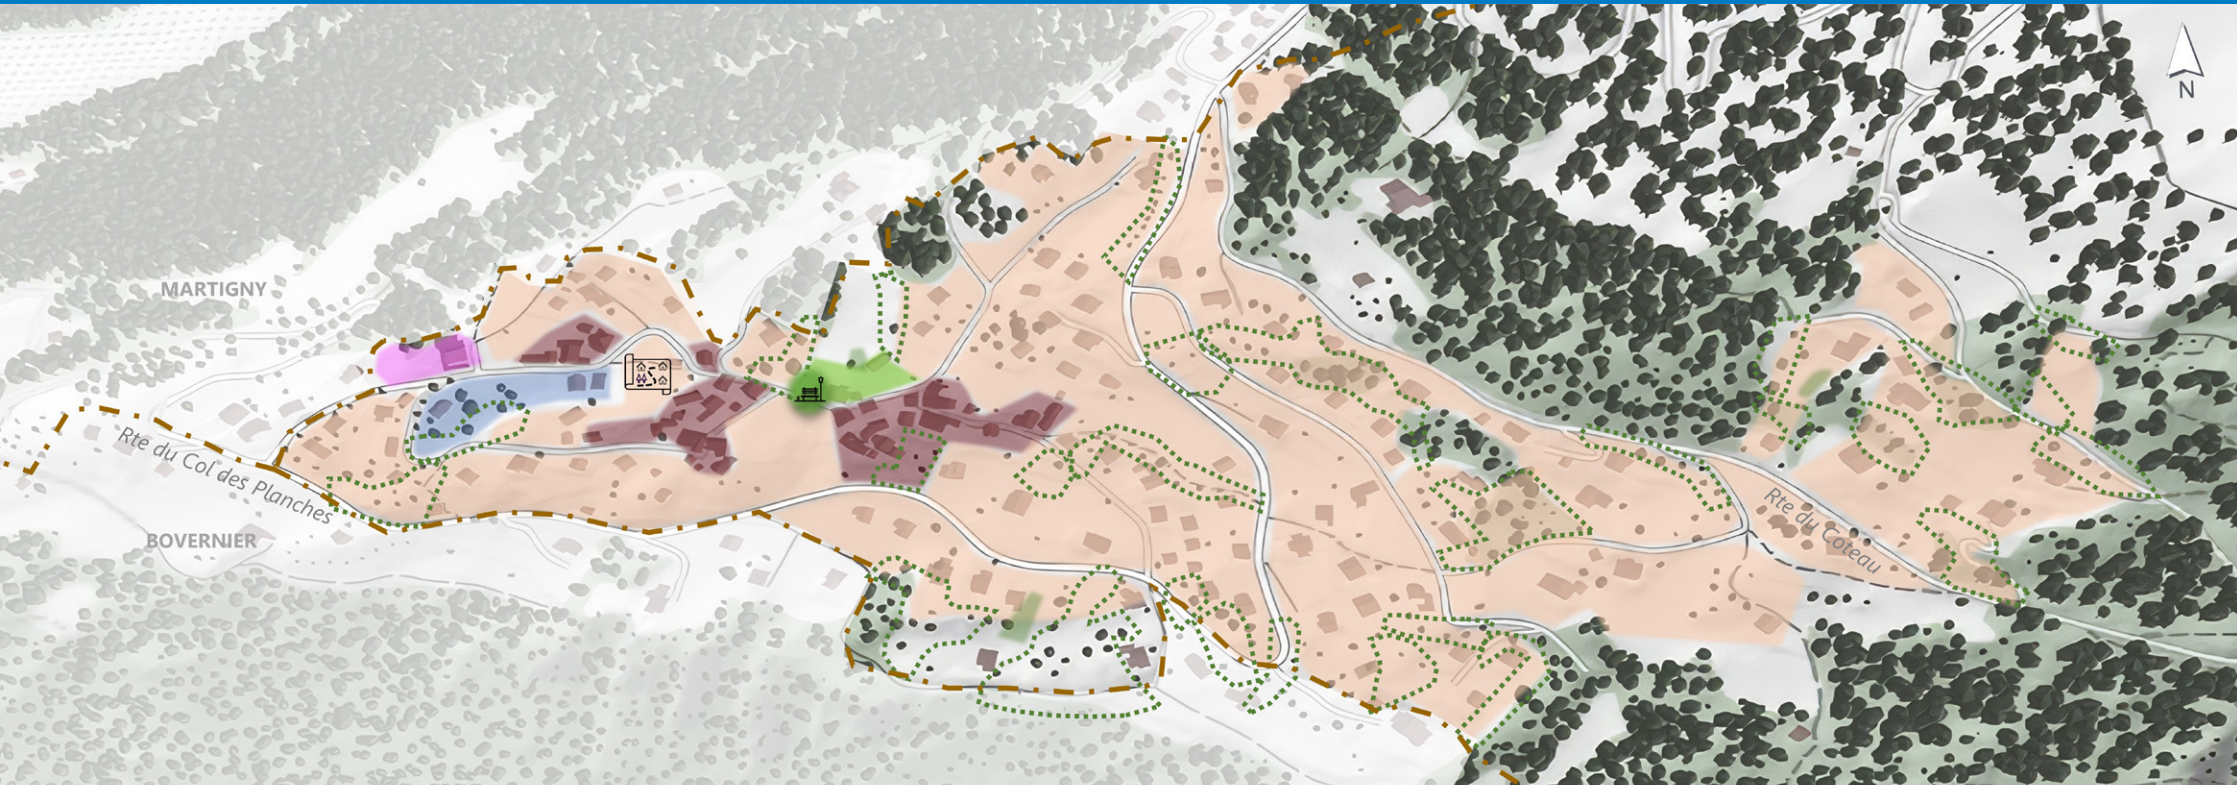 N
MARTIGNY
Rte du Col des Planches
Rte du Coteau
BOVERNIER